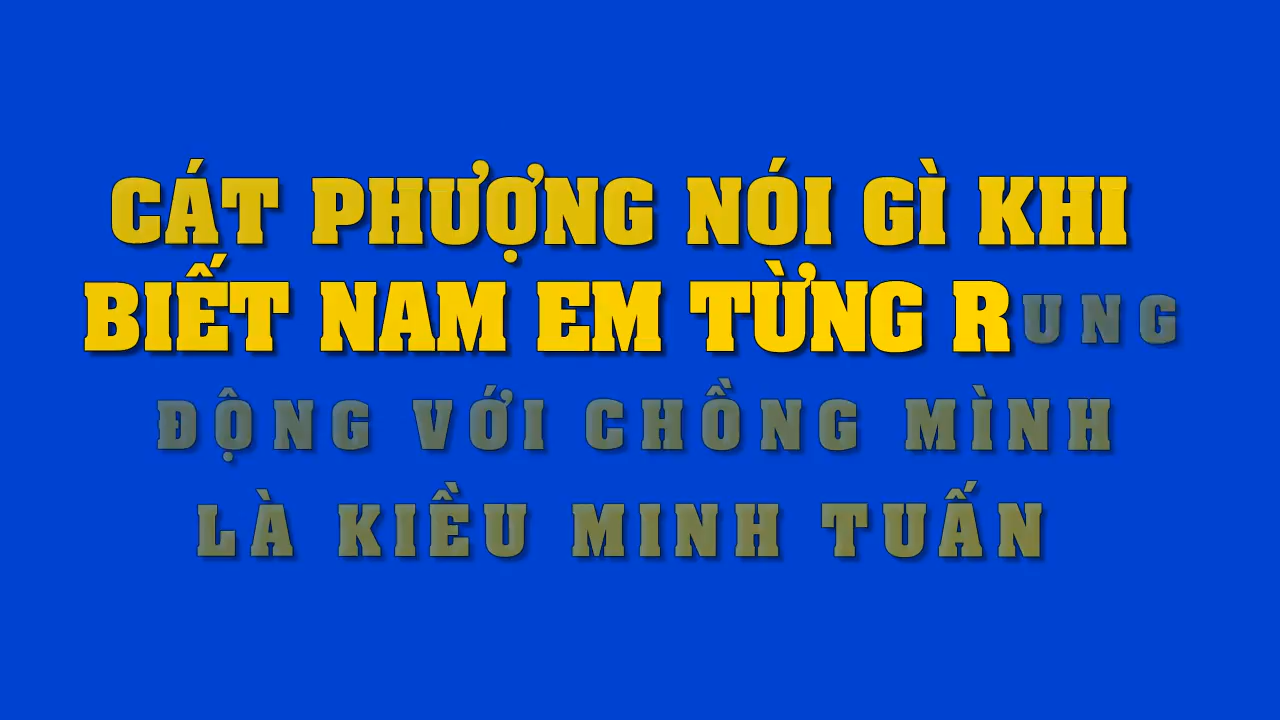 CÁT PHƯỢNG NÓI GÌ KHI
BIẾT NAM EM TỪNG RUNG
ĐỘNG VỚI CHỒNG MÌNH
LÀ KIỀU MINH TUẤN